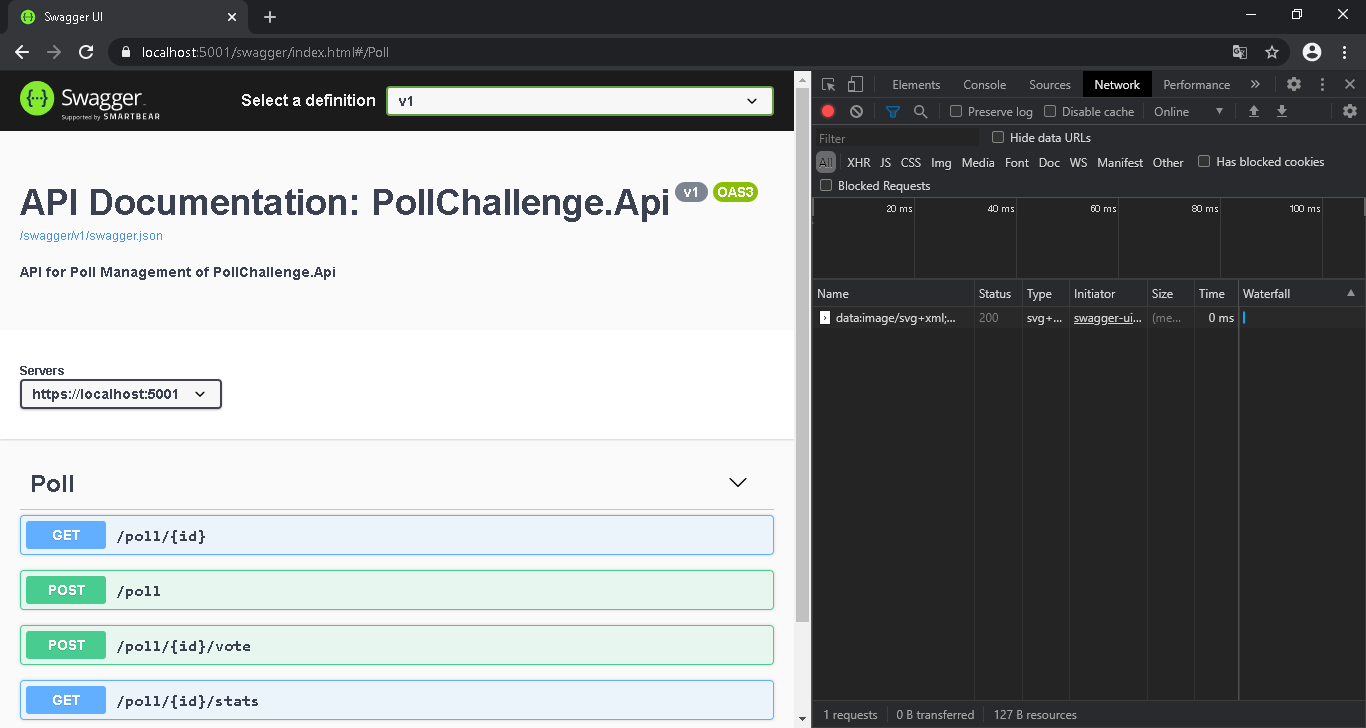 Swagger UI
localhost:5001/swagger/index.html#/Poll
Swagger
Supported by SMARTBEAR
Select a definition
v1
API Documentation: PollChallenge.Api
v1
OAS3
/swagger/v1/swagger.json
API for Poll Management of PollChallenge.Api
Servers
https://localhost:5001
Poll
GET /poll/{id}
POST /poll
POST /poll/{id}/vote
GET /poll/{id}/stats
Elements Console Sources Network Performance
Preserve log Disable cache Online
Filter Hide data URLs
All XHR JS CSS Img Media Font Doc WS Manifest Other Has blocked cookies
Blocked Requests
20 ms 40 ms 60 ms 80 ms 100 ms
Name Status Type Initiator Size Time Waterfall
data:image/svg+xml;... 200 svg+... swagger-ui... (me... 0 ms
1 requests 0 B transferred 127 B resources